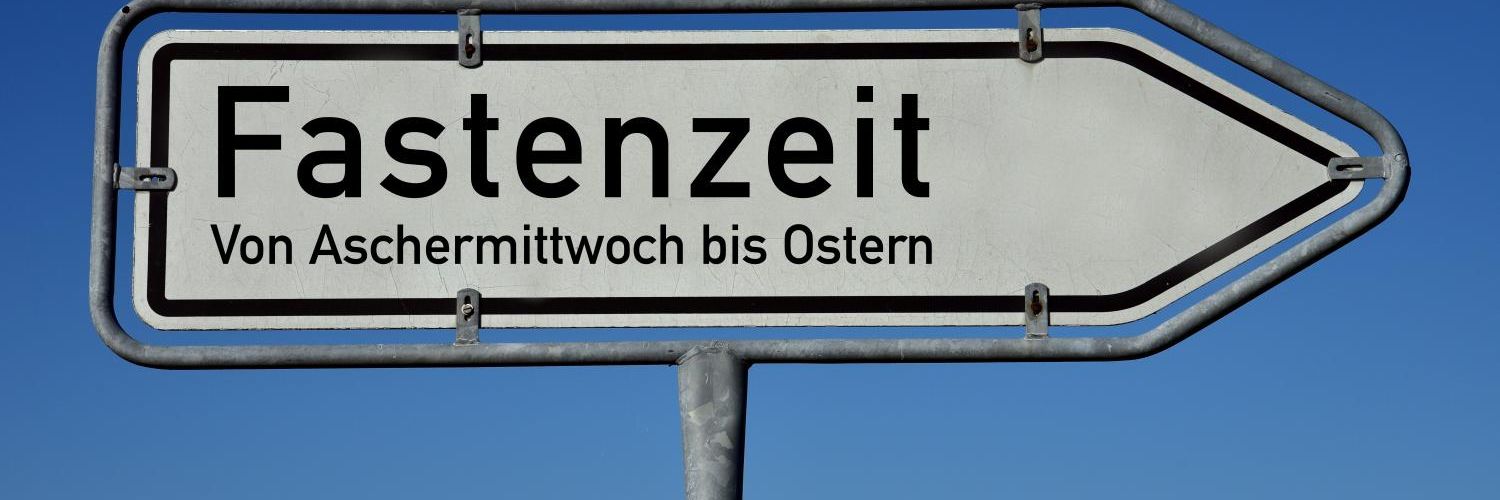 Fastenzeit
Von Aschermittwoch bis Ostern